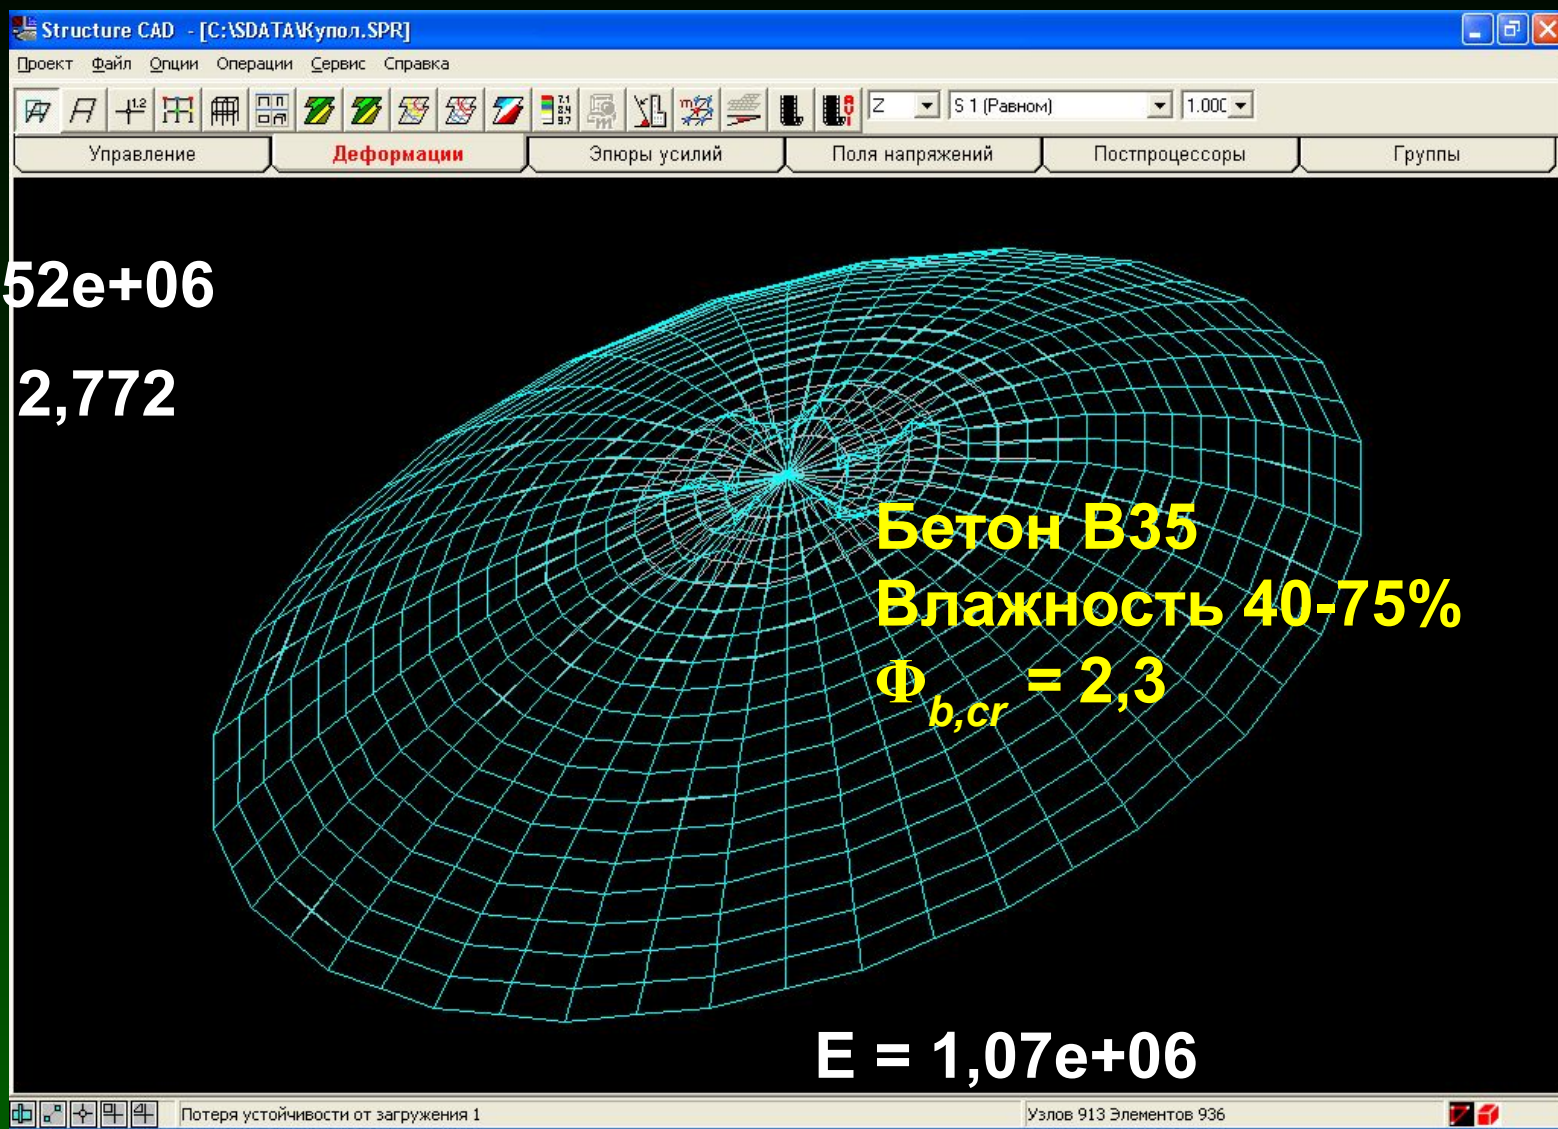 Structure CAD - [C:\SDATA\Купол.SPR]
Проект Файл Опции Операции Сервис Справка
Z S 1 (Равном) 1.00
Управление Деформации Эпюры усилий Поля напряжений Постпроцессоры Группы
52e+06
2,772
Бетон В35
Влажность 40-75%
Φb,cr = 2,3
E = 1,07e+06
Потеря устойчивости от загружения 1 Узлов 913 Элементов 936